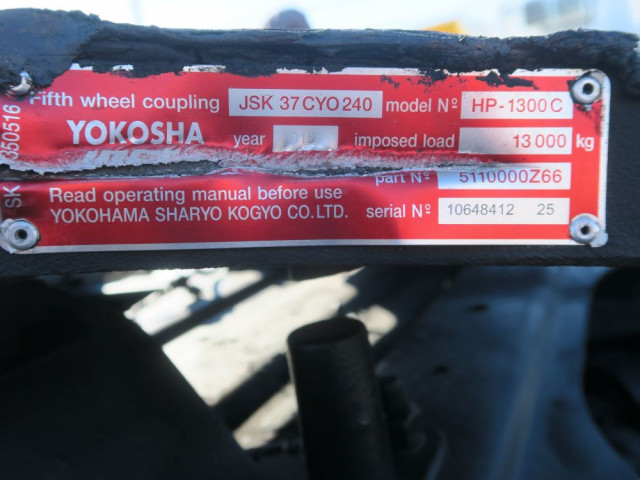 Fifth wheel coupling JSK 37CYO240 model Nº HP-1300C
YOKOSHA year imposed load 13000 kg
part Nº 5110000Z66
Read operating manual before use
YOKOHAMA SHARYO KOGYO CO.LTD. serial Nº 10648412 25
SK 350516